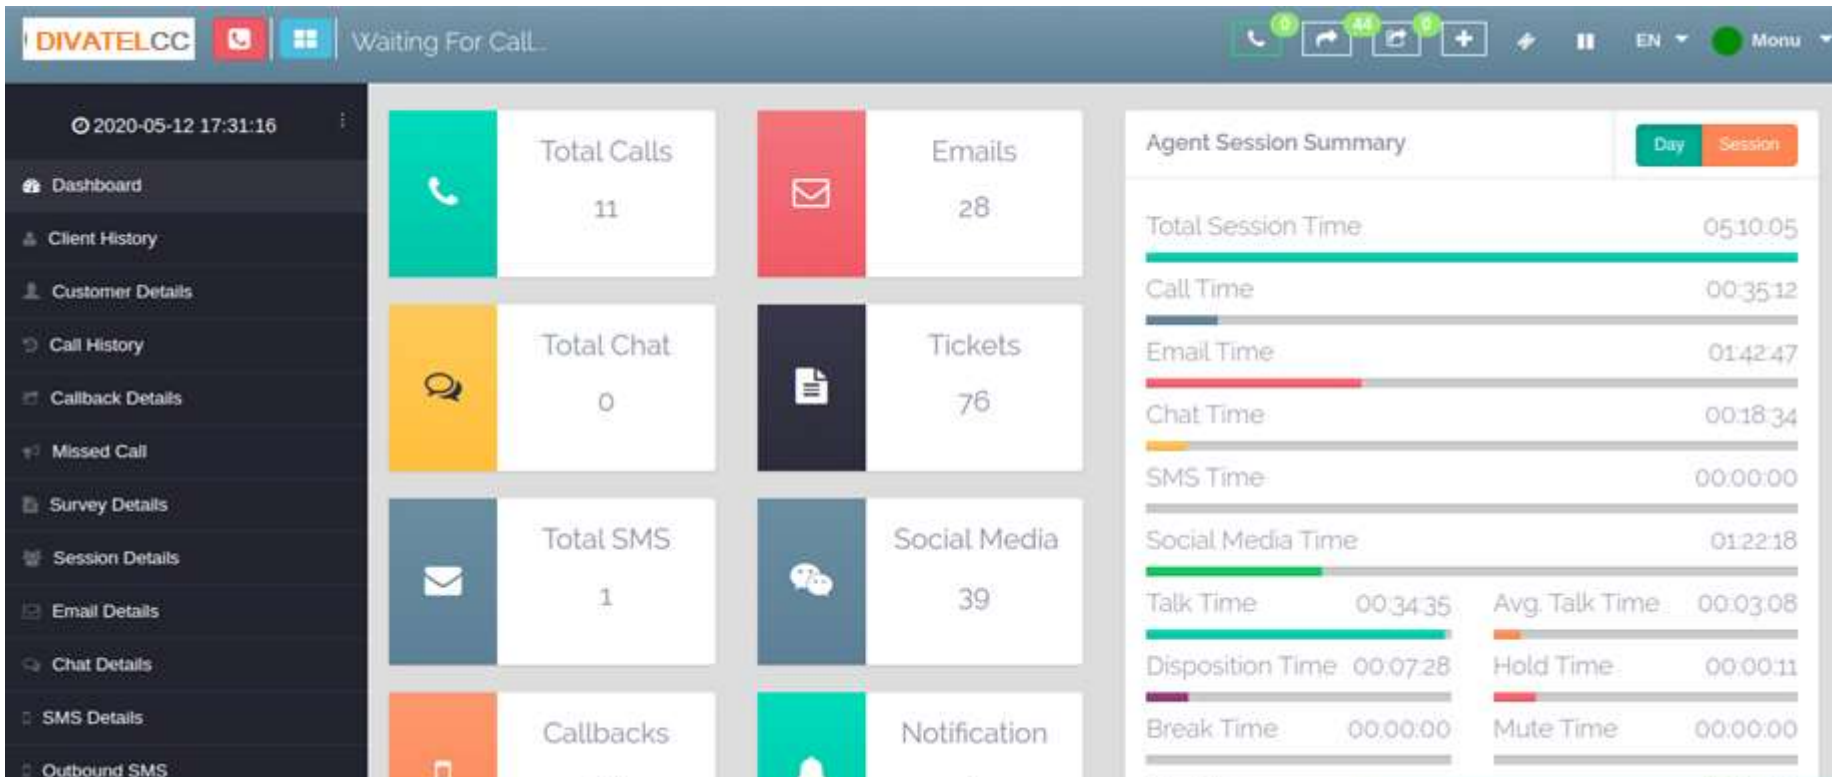 DIVATELCC
Waiting For Call...
0
44
0
EN
Monu
2020-05-12 17:31:16
Dashboard
Client History
Customer Details
Call History
Callback Details
Missed Call
Survey Details
Session Details
Email Details
Chat Details
SMS Details
Outbound SMS
Total Calls
11
Emails
28
Total Chat
0
Tickets
76
Total SMS
1
Social Media
39
Callbacks
Notification
Agent Session Summary
Day
Session
Total Session Time 05:10:05
Call Time 00:35:12
Email Time 01:42:47
Chat Time 00:18:34
SMS Time 00:00:00
Social Media Time 01:22:18
Talk Time 00:34:35 Avg. Talk Time 00:03:08
Disposition Time 00:07:28 Hold Time 00:00:11
Break Time 00:00:00 Mute Time 00:00:00